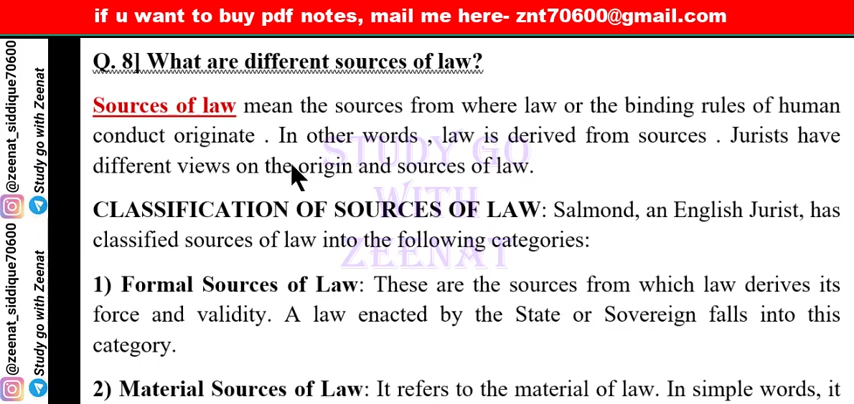 if u want to buy pdf notes, mail me here- znt70600@gmail.com
Q. 8] What are different sources of law?
Sources of law mean the sources from where law or the binding rules of human
conduct originate . In other words , law is derived from sources . Jurists have
different views on the origin and sources of law.
CLASSIFICATION OF SOURCES OF LAW: Salmond, an English Jurist, has
classified sources of law into the following categories:
1) Formal Sources of Law: These are the sources from which law derives its
force and validity. A law enacted by the State or Sovereign falls into this
category.
2) Material Sources of Law: It refers to the material of law. In simple words, it
STUDY GO
WITH
ZEENAT
@zeenat_siddique70600
Study go with Zeenat
@zeenat_siddique70600
Study go with Zeenat